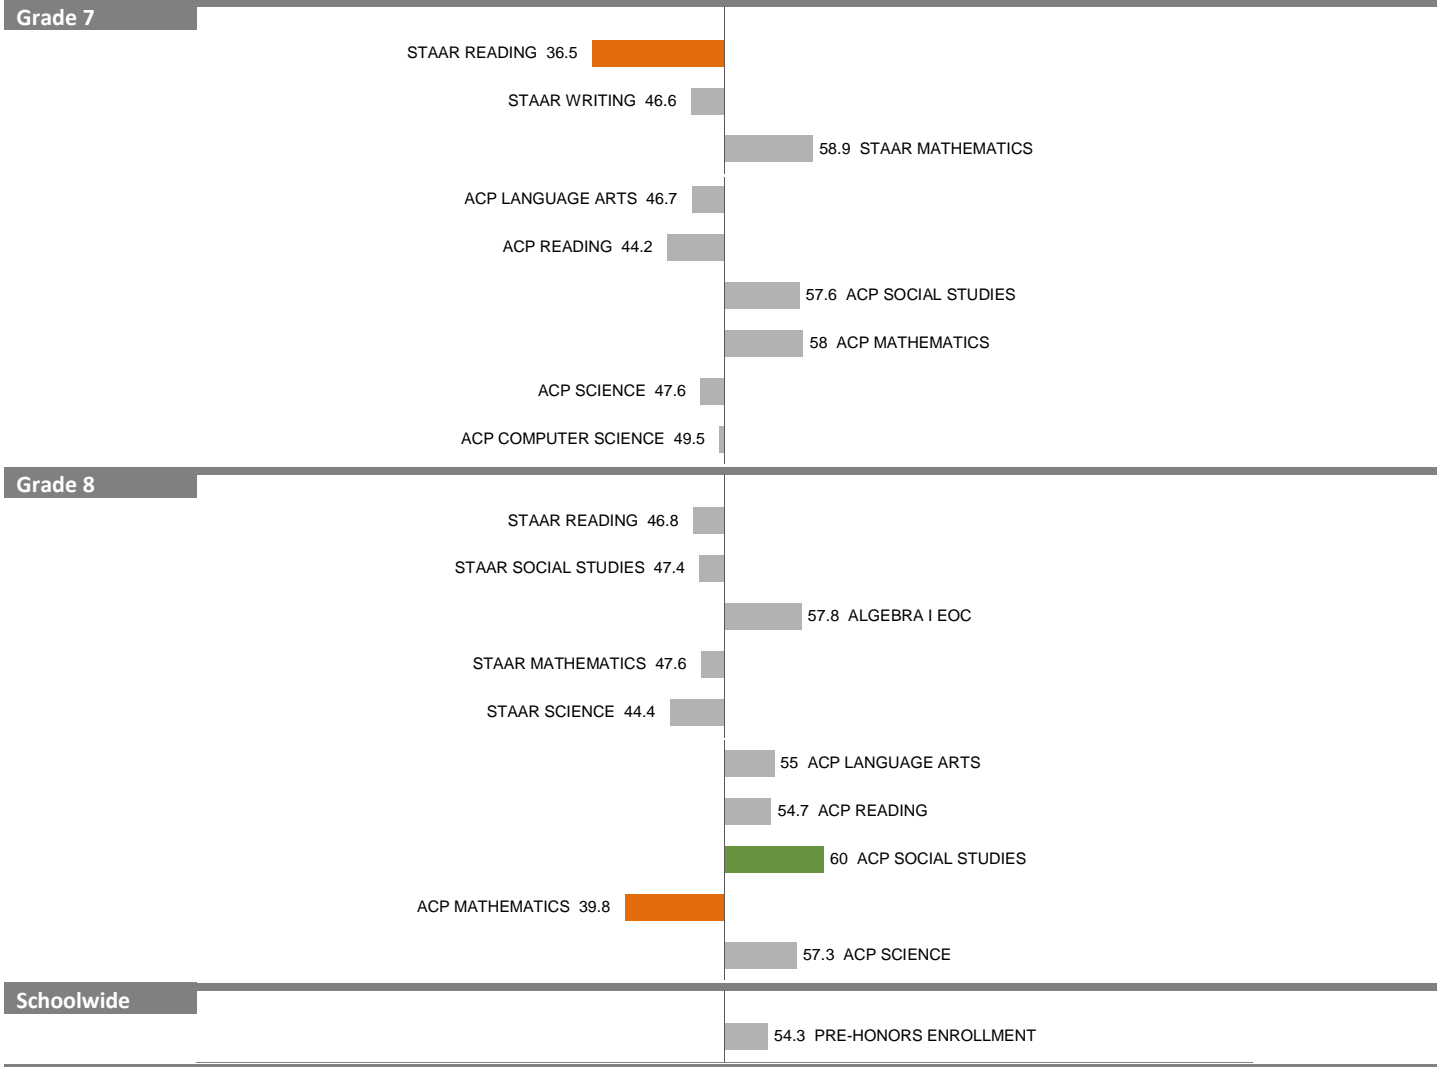 Grade 7
STAAR READING 36.5
STAAR WRITING 46.6
58.9 STAAR MATHEMATICS
ACP LANGUAGE ARTS 46.7
ACP READING 44.2
57.6 ACP SOCIAL STUDIES
58 ACP MATHEMATICS
ACP SCIENCE 47.6
ACP COMPUTER SCIENCE 49.5
Grade 8
STAAR READING 46.8
STAAR SOCIAL STUDIES 47.4
57.8 ALGEBRA I EOC
STAAR MATHEMATICS 47.6
STAAR SCIENCE 44.4
55 ACP LANGUAGE ARTS
54.7 ACP READING
60 ACP SOCIAL STUDIES
ACP MATHEMATICS 39.8
57.3 ACP SCIENCE
Schoolwide
54.3 PRE-HONORS ENROLLMENT